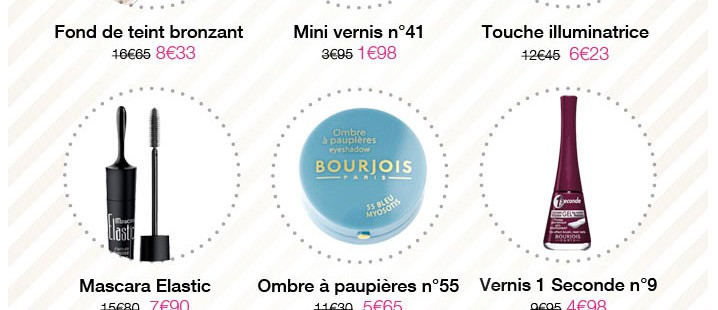 Fond de teint bronzant
16€65 8€33
Mini vernis n°41
3€95 1€98
Touche illuminatrice
12€45 6€23
Elastic
Ombre
à paupières
eyeshadow
BOURJOIS
PARIS
55 BLEU
MYOSOTIS
1 seconde
BOURJOIS
Mascara Elastic
15€80 7€90
Ombre à paupières n°55
11€30 5€65
Vernis 1 Seconde n°9
9€95 4€98